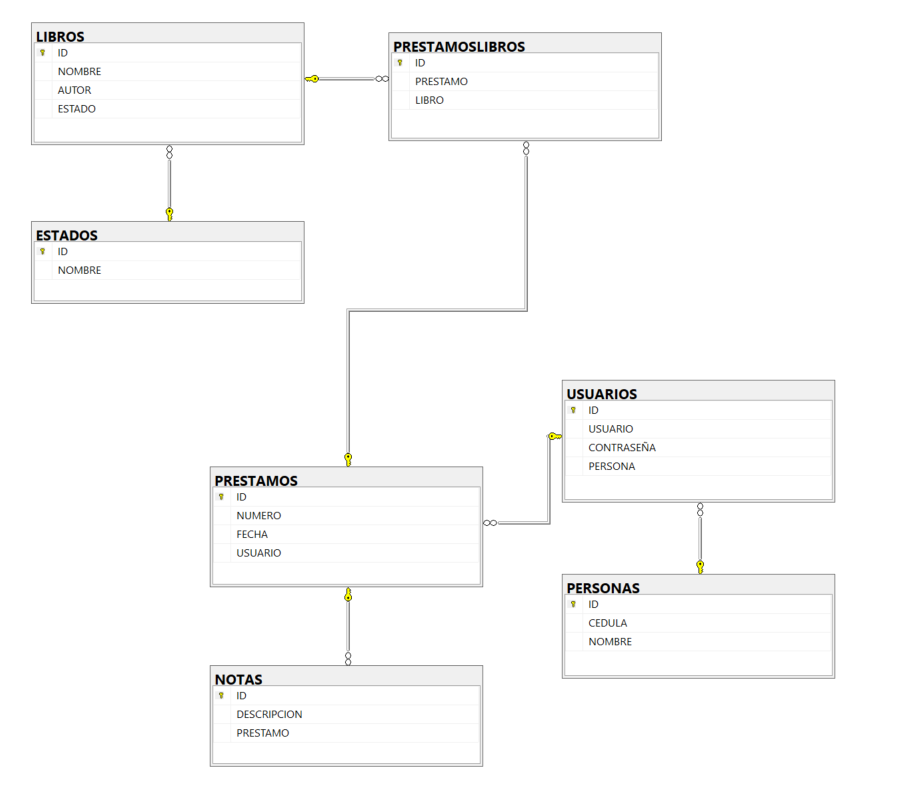 LIBROS
ID
NOMBRE
AUTOR
ESTADO
PRESTAMOSLIBROS
ID
PRESTAMO
LIBRO
ESTADOS
ID
NOMBRE
USUARIOS
ID
USUARIO
CONTRASEÑA
PERSONA
PRESTAMOS
ID
NUMERO
FECHA
USUARIO
PERSONAS
ID
CEDULA
NOMBRE
NOTAS
ID
DESCRIPCION
PRESTAMO